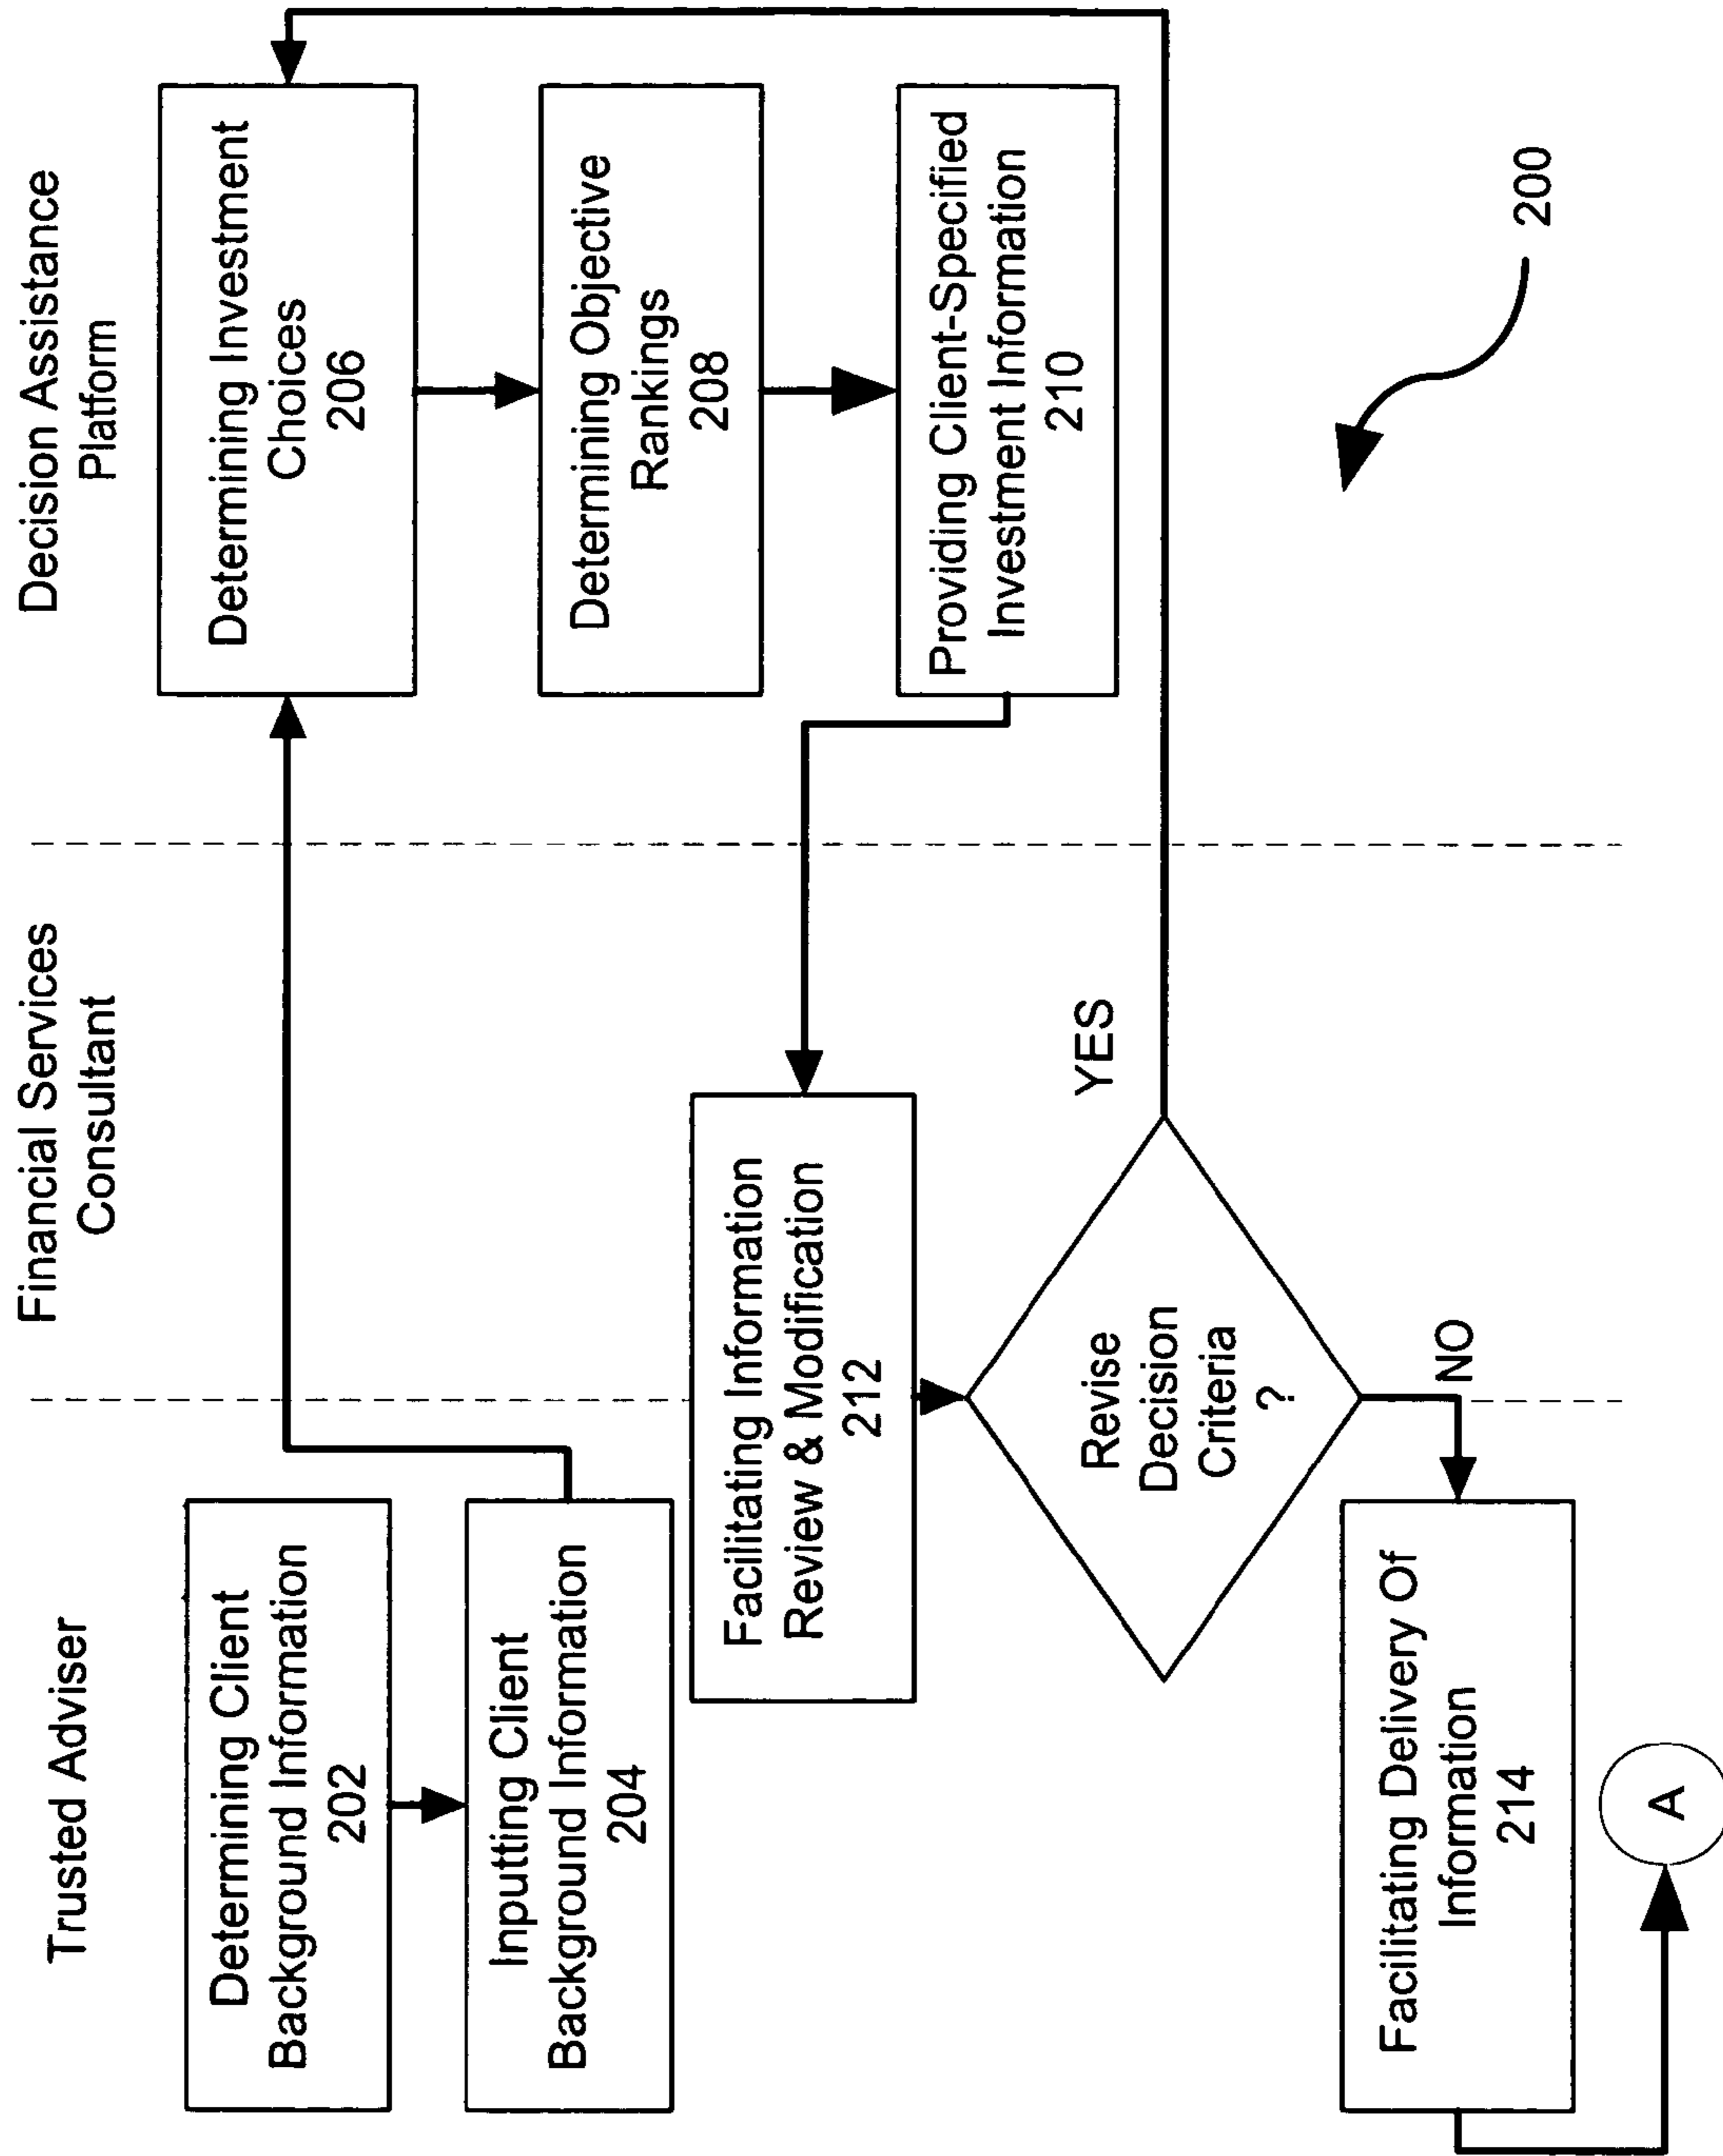 Trusted Adviser
Financial Services
Consultant
Decision Assistance
Platform
Determining Client
Background Information
202
Inputting Client
Background Information
204
Determining Investment
Choices
206
Determining Objective
Rankings
208
Providing Client-Specified
Investment Information
210
Facilitating Information
Review & Modification
212
Revise
Decision
Criteria
?
YES
NO
Facilitating Delivery Of
Information
214
A
200